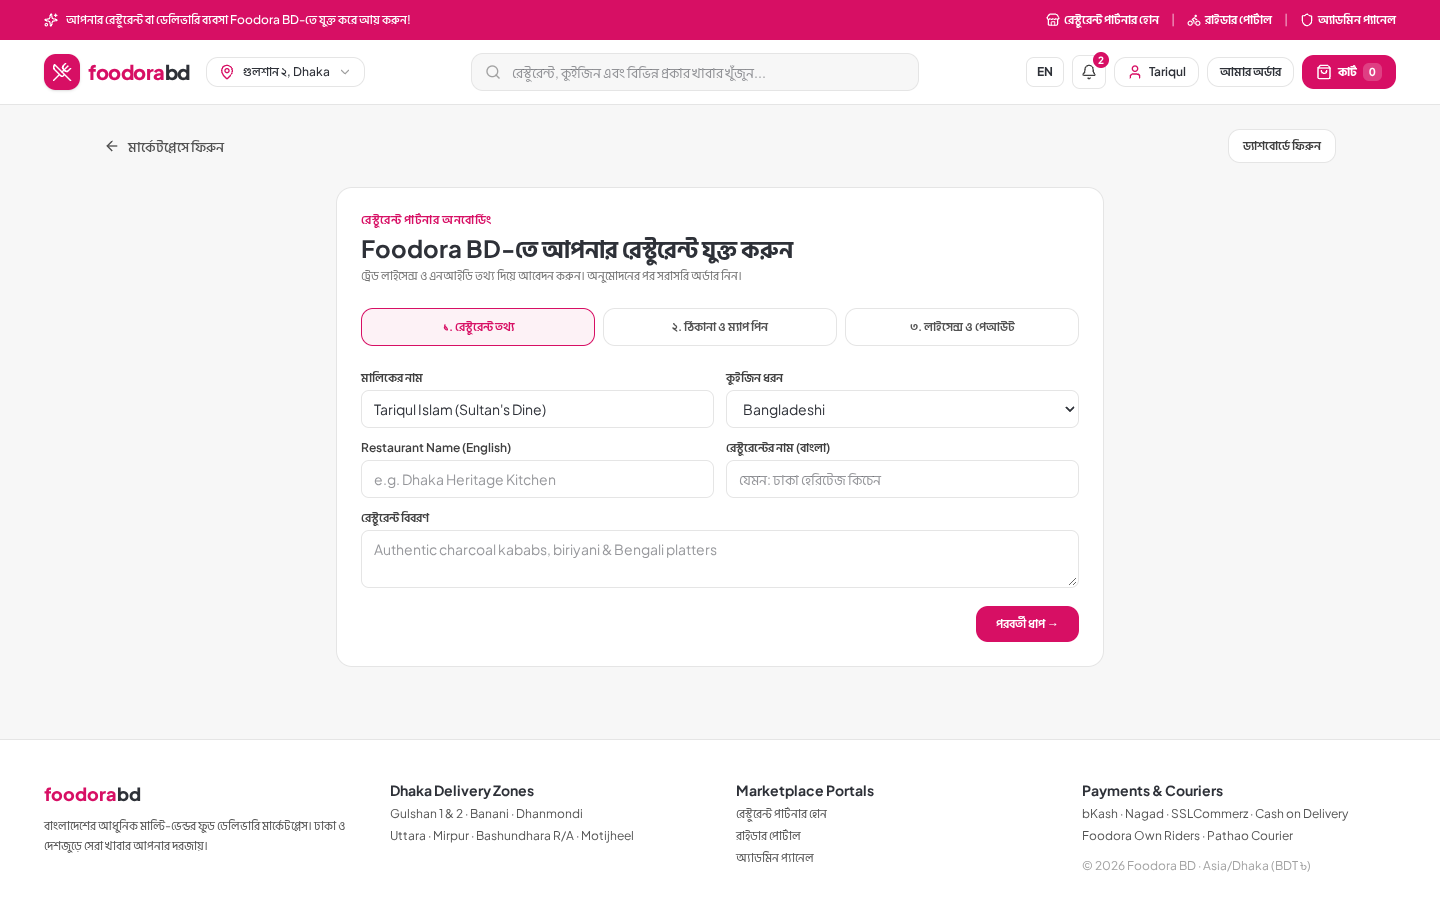 আপনার রেস্টুরেন্ট বা ডেলিভারি ব্যবসা Foodora BD-তে যুক্ত করে আয় করুন!
রেস্টুরেন্ট পার্টনার হোন | রাইডার পোর্টাল | অ্যাডমিন প্যানেল
foodorabd
গুলশান ২, Dhaka
রেস্টুরেন্ট, কুইজিন এবং বিভিন্ন প্রকার খাবার খুঁজুন...
EN
2
Tariqul
আমার অর্ডার
কার্ট 0
মার্কেটপ্লেসে ফিরুন
ড্যাশবোর্ডে ফিরুন
রেস্টুরেন্ট পার্টনার অনবোর্ডিং
Foodora BD-তে আপনার রেস্টুরেন্ট যুক্ত করুন
ট্রেড লাইসেন্স ও এনআইডি তথ্য দিয়ে আবেদন করুন। অনুমোদনের পর সরাসরি অর্ডার নিন।
১. রেস্টুরেন্ট তথ্য
২. ঠিকানা ও ম্যাপ পিন
৩. লাইসেন্স ও পেআউট
মালিকের নাম
কুইজিন ধরন
Tariqul Islam (Sultan's Dine)
Bangladeshi
Restaurant Name (English)
রেস্টুরেন্টের নাম (বাংলা)
e.g. Dhaka Heritage Kitchen
যেমন: ঢাকা হেরিটেজ কিচেন
রেস্টুরেন্ট বিবরণ
Authentic charcoal kababs, biriyani & Bengali platters
পরবর্তী ধাপ →
foodorabd
বাংলাদেশের আধুনিক মাল্টি-ভেন্ডর ফুড ডেলিভারি মার্কেটপ্লেস। ঢাকা ও
দেশজুড়ে সেরা খাবার আপনার দরজায়।
Dhaka Delivery Zones
Gulshan 1 & 2 · Banani · Dhanmondi
Uttara · Mirpur · Bashundhara R/A · Motijheel
Marketplace Portals
রেস্টুরেন্ট পার্টনার হোন
রাইডার পোর্টাল
অ্যাডমিন প্যানেল
Payments & Couriers
bKash · Nagad · SSLCommerz · Cash on Delivery
Foodora Own Riders · Pathao Courier
© 2026 Foodora BD · Asia/Dhaka (BDT ৳)